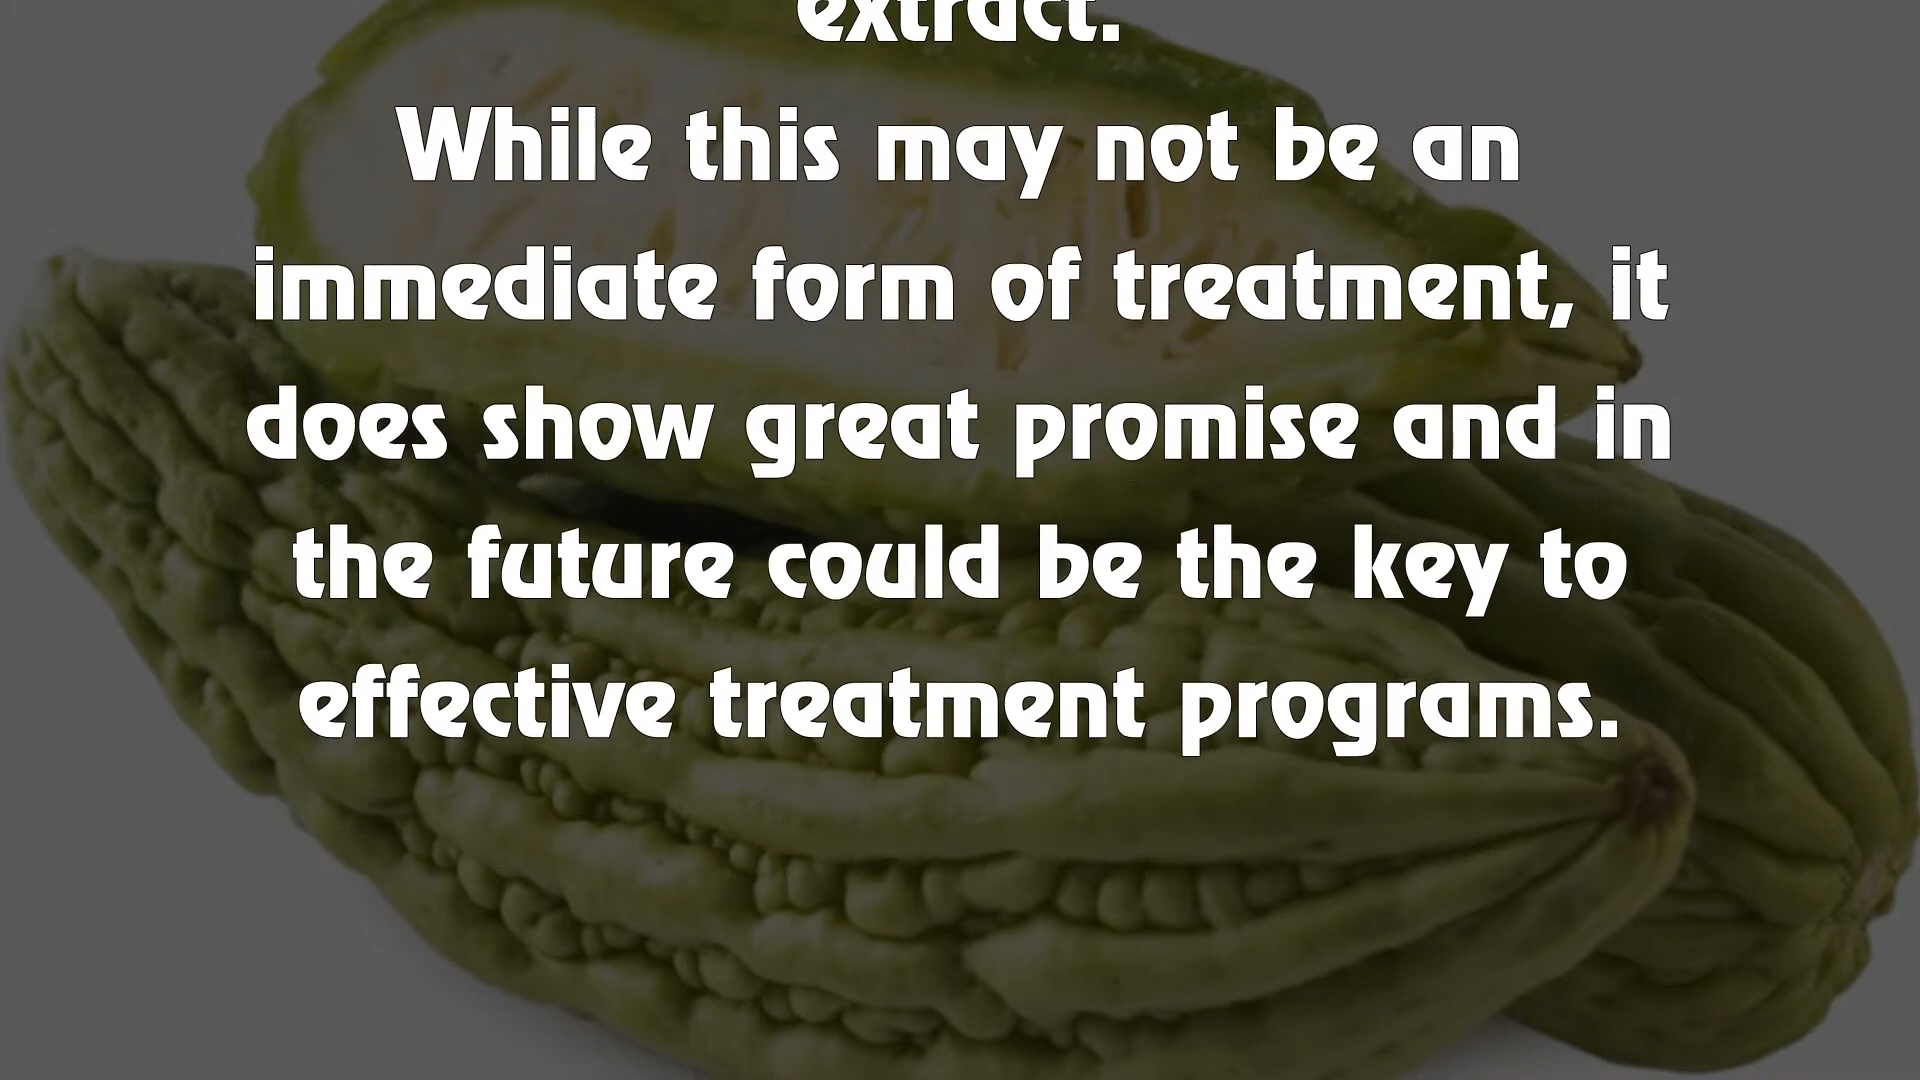 extract.
While this may not be an
immediate form of treatment, it
does show great promise and in
the future could be the key to
effective treatment programs.